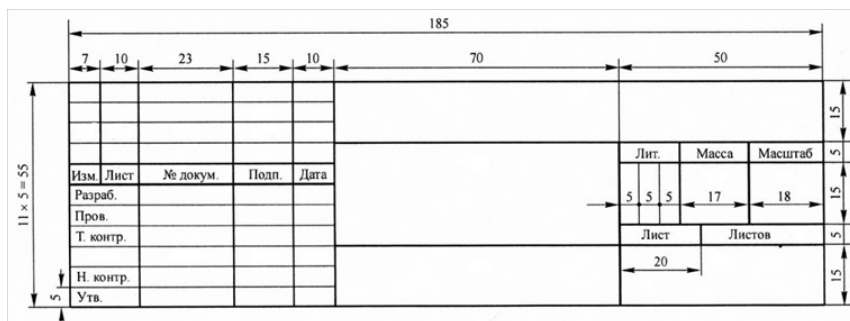 185
7 10 23 15 10 70 50
15
Лит. Масса Масштаб 5
Изм. Лист № докум. Подп. Дата
11 × 5 = 55
Разраб.
5 5 5 17 18 15
Пров.
Т. контр. Лист Листов 5
20
Н. контр.
15
5 Утв.